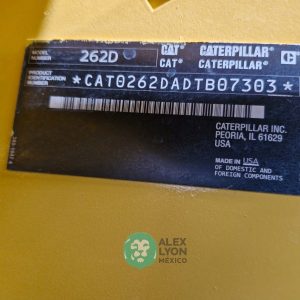 MODEL NUMBER 262D CAT CATERPILLAR
PRODUCT IDENTIFICATION NUMBER CAT CATERPILLAR C
*CAT0262DADTB07303*
CATERPILLAR INC.
PEORIA, IL 61629
USA
MADE IN USA
OF DOMESTIC AND
FOREIGN COMPONENTS
ALEX
LYON
MÉXICO